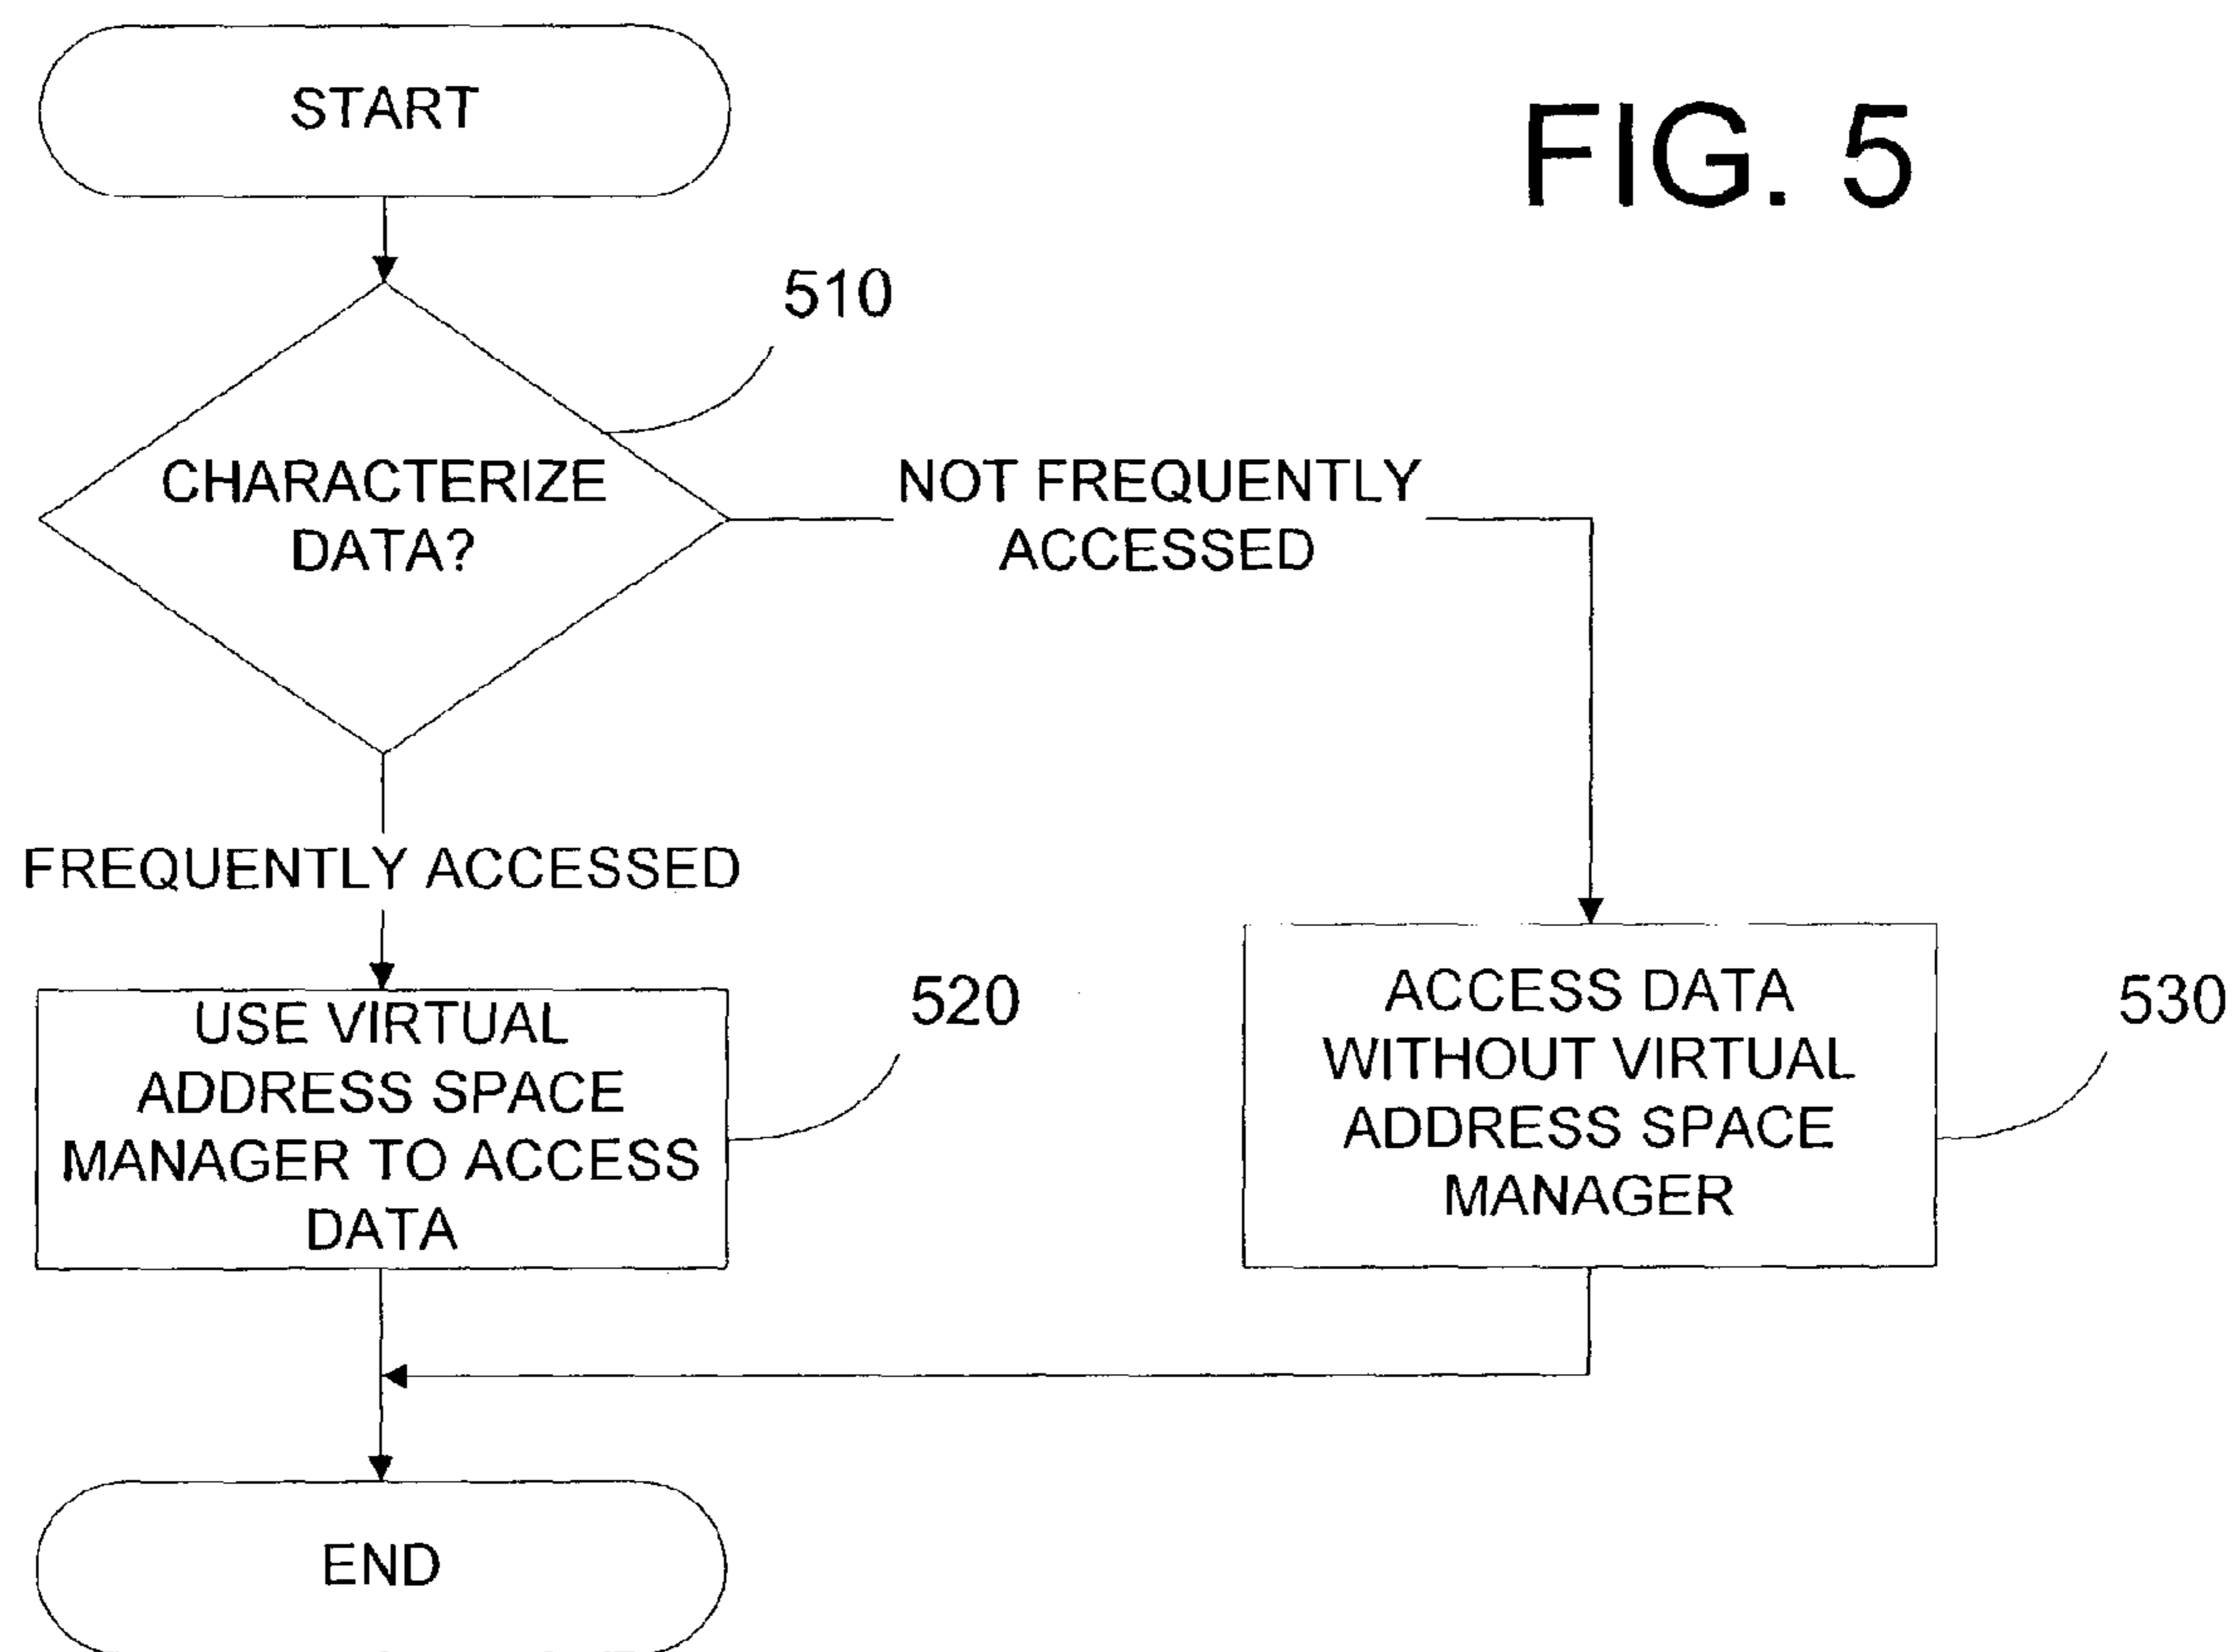 START
FIG. 5
510
CHARACTERIZE
DATA?
NOT FREQUENTLY
ACCESSED
FREQUENTLY ACCESSED
USE VIRTUAL
ADDRESS SPACE
MANAGER TO ACCESS
DATA
520
ACCESS DATA
WITHOUT VIRTUAL
ADDRESS SPACE
MANAGER
530
END